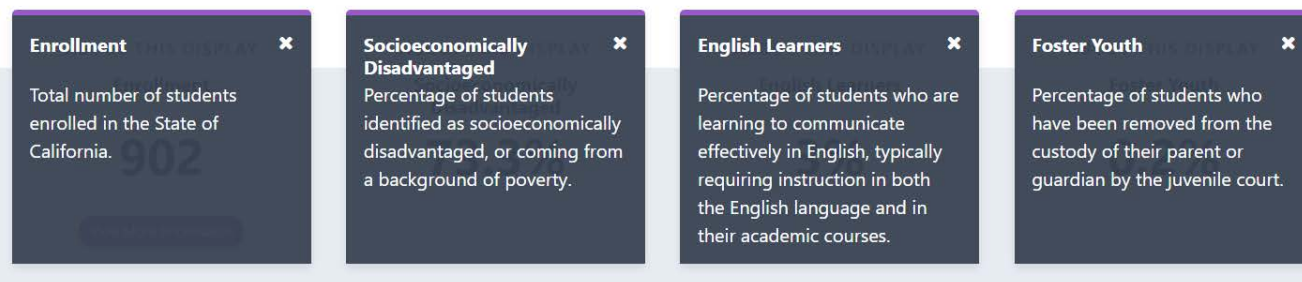 Enrollment
Total number of students
enrolled in the State of
California.
902
Socioeconomically
Disadvantaged
Percentage of students
identified as socioeconomically
disadvantaged, or coming from
a background of poverty.
English Learners
Percentage of students who are
learning to communicate
effectively in English, typically
requiring instruction in both
the English language and in
their academic courses.
Foster Youth
Percentage of students who
have been removed from the
custody of their parent or
guardian by the juvenile court.